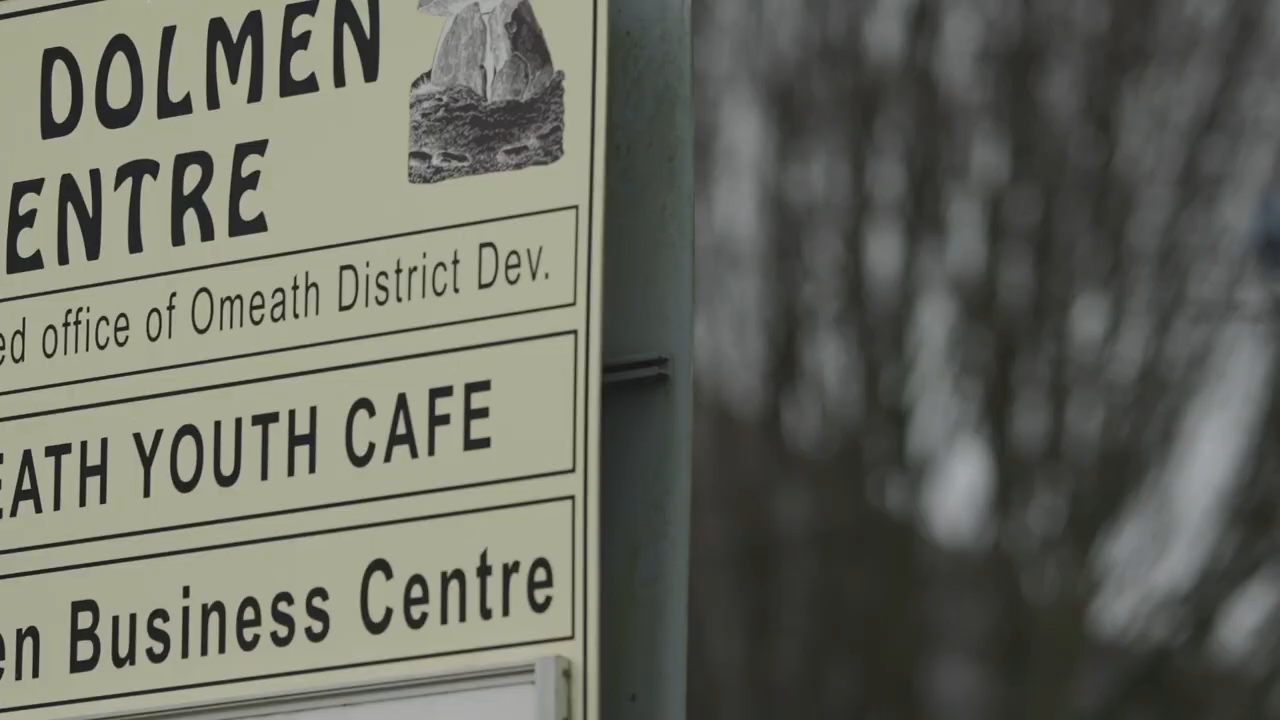 DOLMEN
ENTRE
ed office of Omeath District Dev.
EATH YOUTH CAFE
en Business Centre